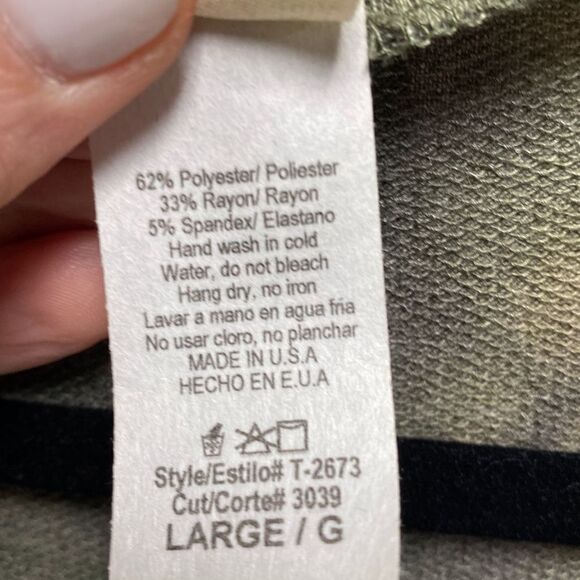 62% Polyester/ Poliester
33% Rayon/ Rayon
5% Spandex/ Elastano
Hand wash in cold
Water, do not bleach
Hang dry, no iron
Lavar a mano en agua fria
No usar cloro, no planchar
MADE IN U.S.A
HECHO EN E.U.A
Style/Estilo# T-2673
Cut/Corte# 3039
LARGE / G